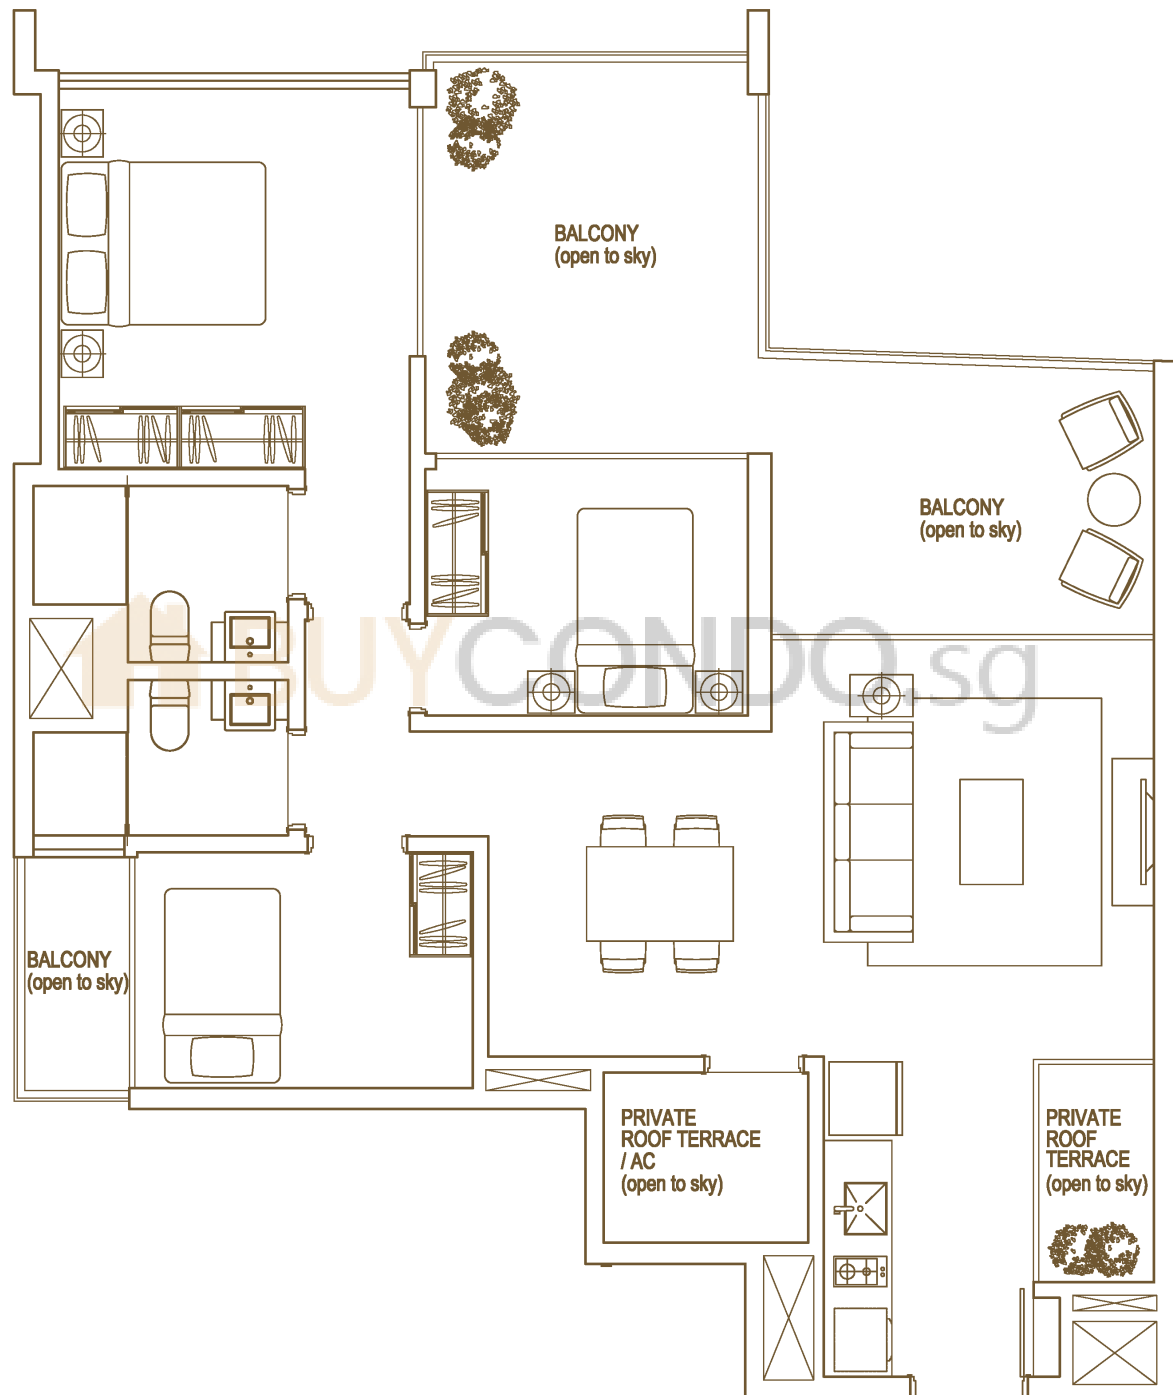 BALCONY
(open to sky)
BALCONY
(open to sky)
BUYCONDO.sg
BALCONY
(open to sky)
PRIVATE
ROOF TERRACE
/ AC
(open to sky)
PRIVATE
ROOF
TERRACE
(open to sky)